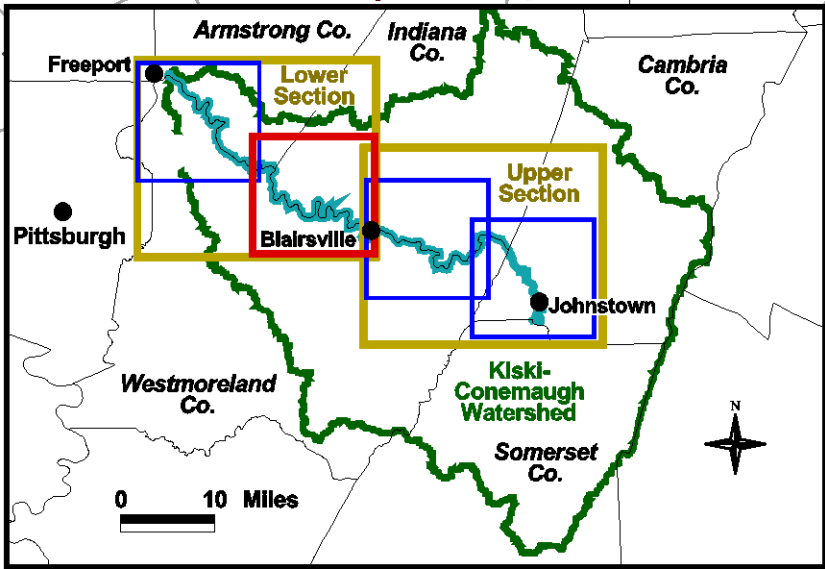 Armstrong Co.
Indiana
Co.
Freeport
Lower
Section
Cambria
Co.
Upper
Section
Pittsburgh
Blairsville
Johnstown
Kiski-
Conemaugh
Watershed
Westmoreland
Co.
Somerset
Co.
N
0 10 Miles